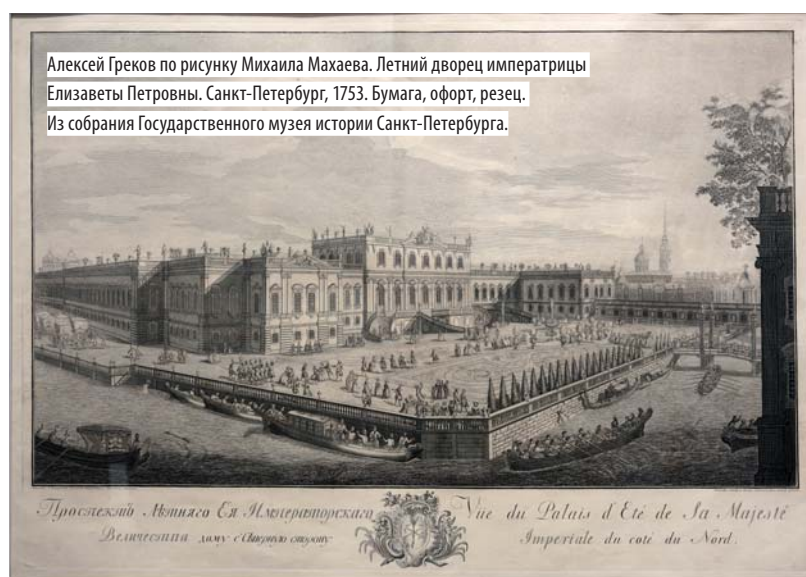 Алексей Греков по рисунку Михаила Махаева. Летний дворец императрицы
Елизаветы Петровны. Санкт-Петербург, 1753. Бумага, офорт, резец.
Из собрания Государственного музея истории Санкт-Петербурга.
Проспектъ Лѣтняго Ея Императорскаго
Величества дому с Сѣверную сторону
Vüe du Palais d'Eté de Sa Majesté
Imperiale du coté du Nord.